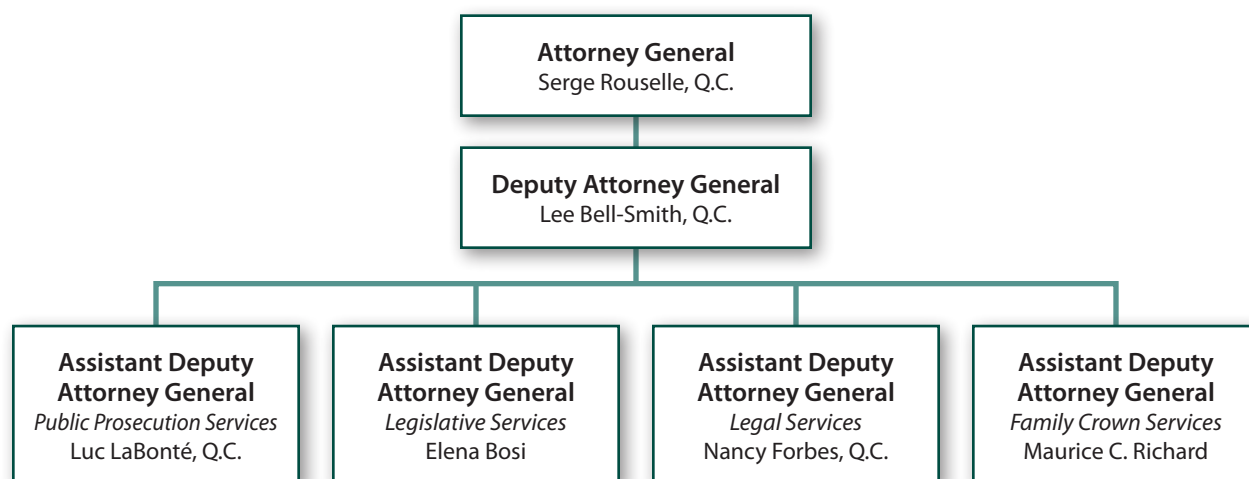 Attorney General
Serge Rouselle, Q.C.
Deputy Attorney General
Lee Bell-Smith, Q.C.
Assistant Deputy
Attorney General
Public Prosecution Services
Luc LaBonté, Q.C.
Assistant Deputy
Attorney General
Legislative Services
Elena Bosi
Assistant Deputy
Attorney General
Legal Services
Nancy Forbes, Q.C.
Assistant Deputy
Attorney General
Family Crown Services
Maurice C. Richard